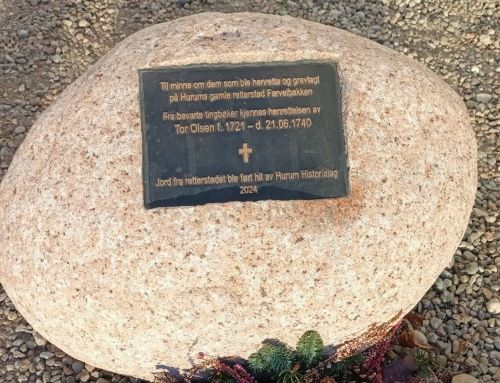 Til minne om dem som ble henretta og gravlagt
på Hurums gamle rettersted Farvelbakken
Fra bevarte tingbøker kjennes henrettelsen av
Tor Olsen f. 1721 – d. 21.06.1740
Jord fra retterstedet ble ført hit av Hurum Historielag
2024